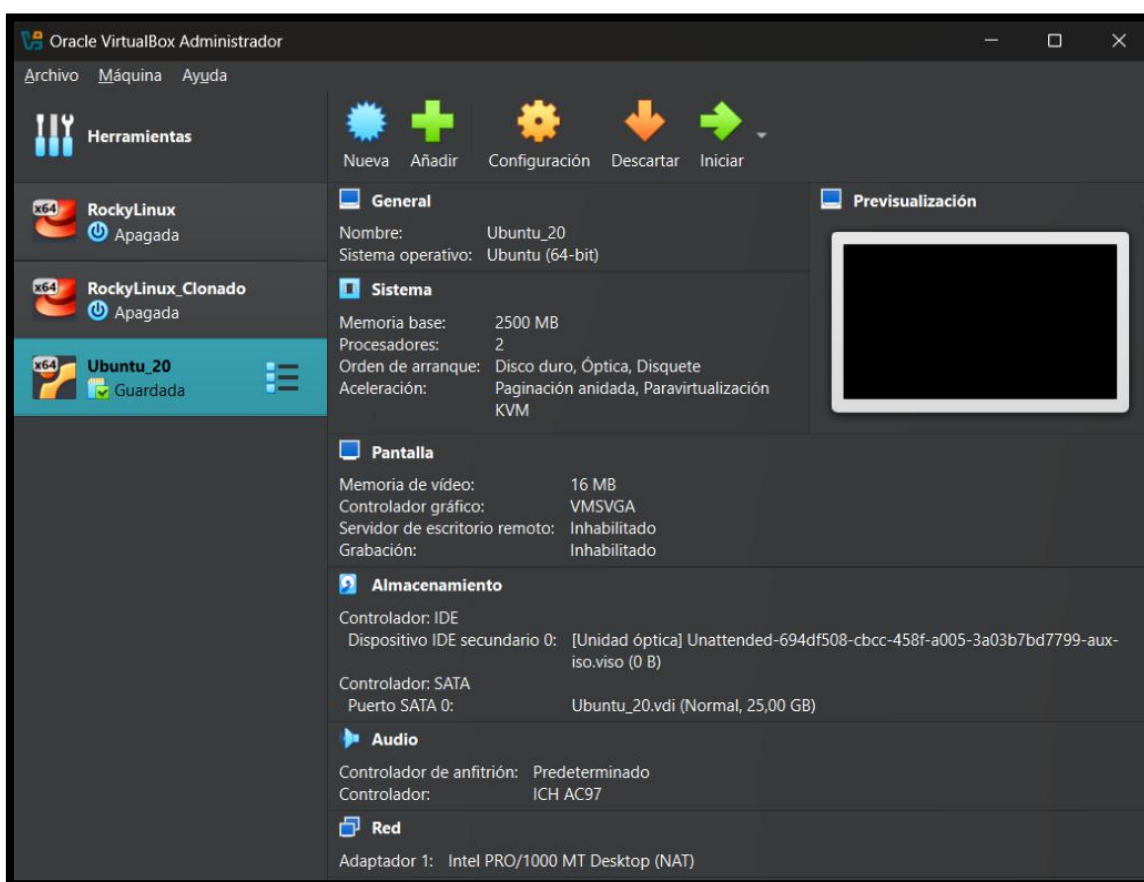 Oracle VirtualBox Administrador
Archivo Máquina Ayuda
Herramientas
Nueva Añadir Configuración Descartar Iniciar
x64 RockyLinux
Apagada
x64 RockyLinux_Clonado
Apagada
x64 Ubuntu_20
Guardada
General
Nombre: Ubuntu_20
Sistema operativo: Ubuntu (64-bit)
Previsualización
Sistema
Memoria base: 2500 MB
Procesadores: 2
Orden de arranque: Disco duro, Óptica, Disquete
Aceleración: Paginación anidada, Paravirtualización
KVM
Pantalla
Memoria de vídeo: 16 MB
Controlador gráfico: VMSVGA
Servidor de escritorio remoto: Inhabilitado
Grabación: Inhabilitado
Almacenamiento
Controlador: IDE
Dispositivo IDE secundario 0: [Unidad óptica] Unattended-694df508-cbcc-458f-a005-3a03b7bd7799-aux-
iso.viso (0 B)
Controlador: SATA
Puerto SATA 0: Ubuntu_20.vdi (Normal, 25,00 GB)
Audio
Controlador de anfitrión: Predeterminado
Controlador: ICH AC97
Red
Adaptador 1: Intel PRO/1000 MT Desktop (NAT)